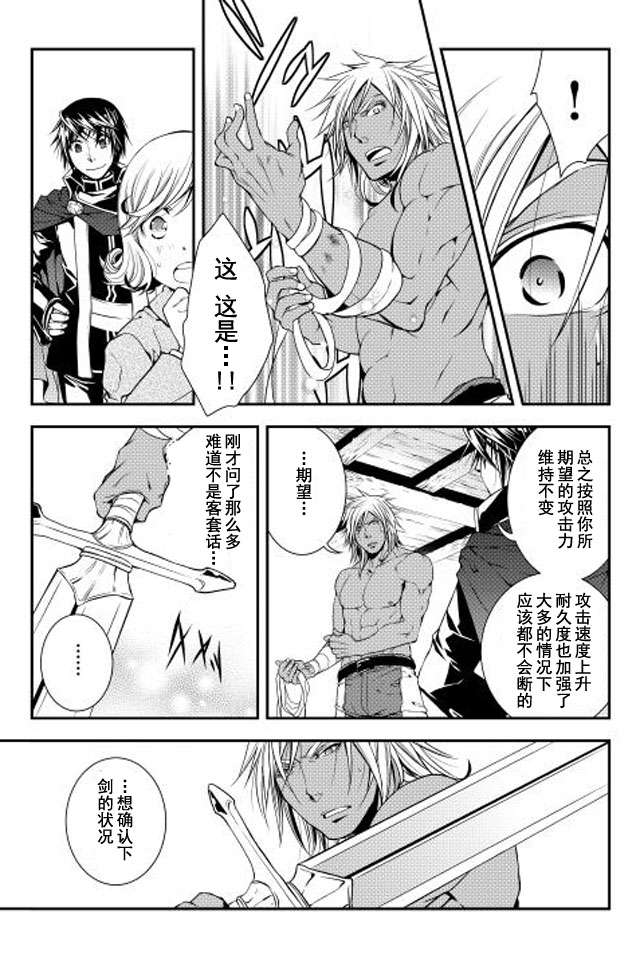 ！
这 这是…！！
总之按照你所
期望的攻击力
维持不变
攻击速度上升
耐久度也加强了
大多的情况下
应该都不会断的
…期望…
刚才问了那么多
难道不是客套话…
……
…想确认下
剑的状况